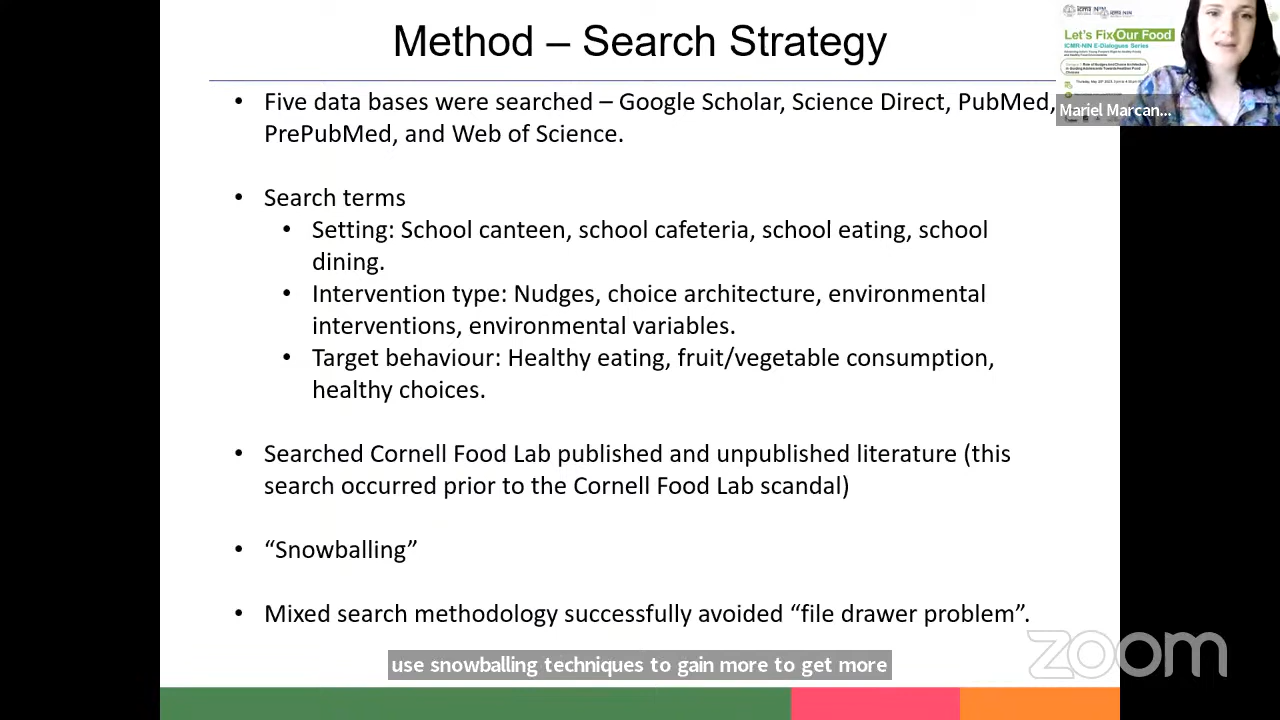 Method – Search Strategy
Let's Fix Our Food
ICMR-NIN E-Dialogues Series
Mariel Marcan...
• Five data bases were searched – Google Scholar, Science Direct, PubMed,
PrePubMed, and Web of Science.
• Search terms
• Setting: School canteen, school cafeteria, school eating, school
dining.
• Intervention type: Nudges, choice architecture, environmental
interventions, environmental variables.
• Target behaviour: Healthy eating, fruit/vegetable consumption,
healthy choices.
• Searched Cornell Food Lab published and unpublished literature (this
search occurred prior to the Cornell Food Lab scandal)
• “Snowballing”
• Mixed search methodology successfully avoided “file drawer problem”.
use snowballing techniques to gain more to get more
zoom